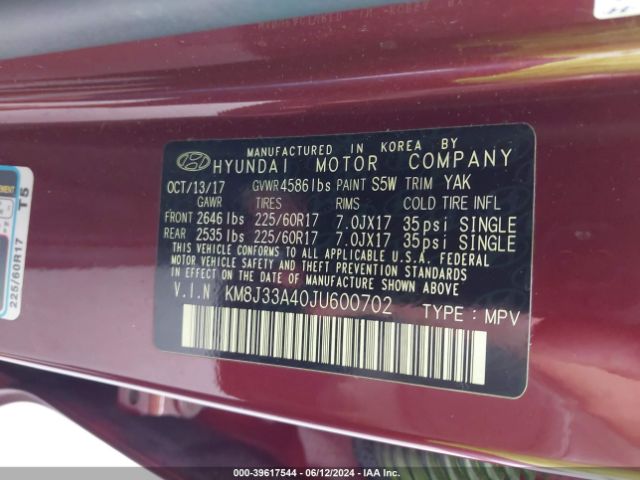 MANUFACTURED IN KOREA BY
HYUNDAI MOTOR COMPANY
OCT/13/17 GVWR 4586 lbs PAINT S5W TRIM YAK
GAWR TIRES RIMS COLD TIRE INFL
FRONT 2646 lbs 225/60R17 7.0JX17 35psi SINGLE
REAR 2535 lbs 225/60R17 7.0JX17 35psi SINGLE
THIS VEHICLE CONFORMS TO ALL APPLICABLE U.S.A. FEDERAL
MOTOR VEHICLE SAFETY AND THEFT PREVENTION STANDARDS
IN EFFECT ON THE DATE OF MANUFACTURE SHOWN ABOVE.
V.I.N KM8J33A40JU600702 TYPE : MPV
T5
225/60R17
000-39617544 - 06/12/2024 - IAA Inc.